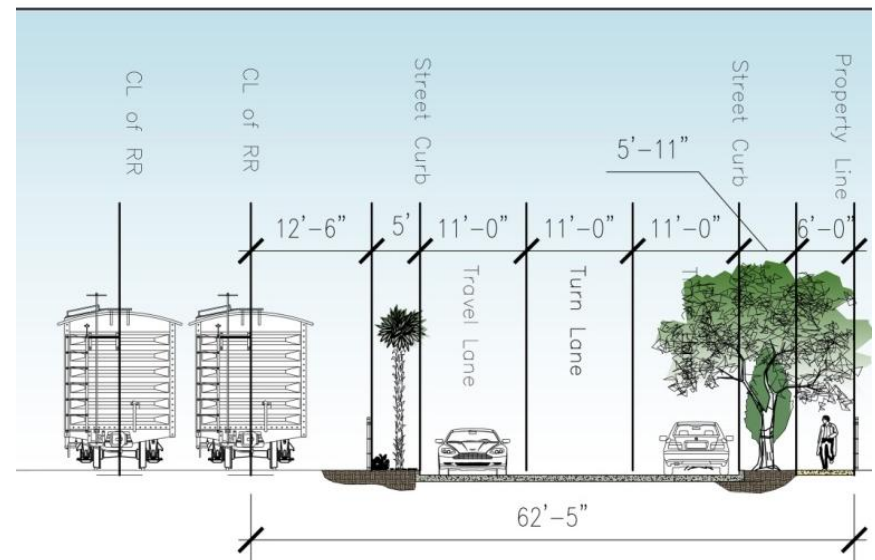 CL of RR
CL of RR
Street Curb
Street Curb
Property Line
5'-11"
12'-6"
5'
11'-0"
11'-0"
11'-0"
6'-0"
Travel Lane
Turn Lane
62'-5"